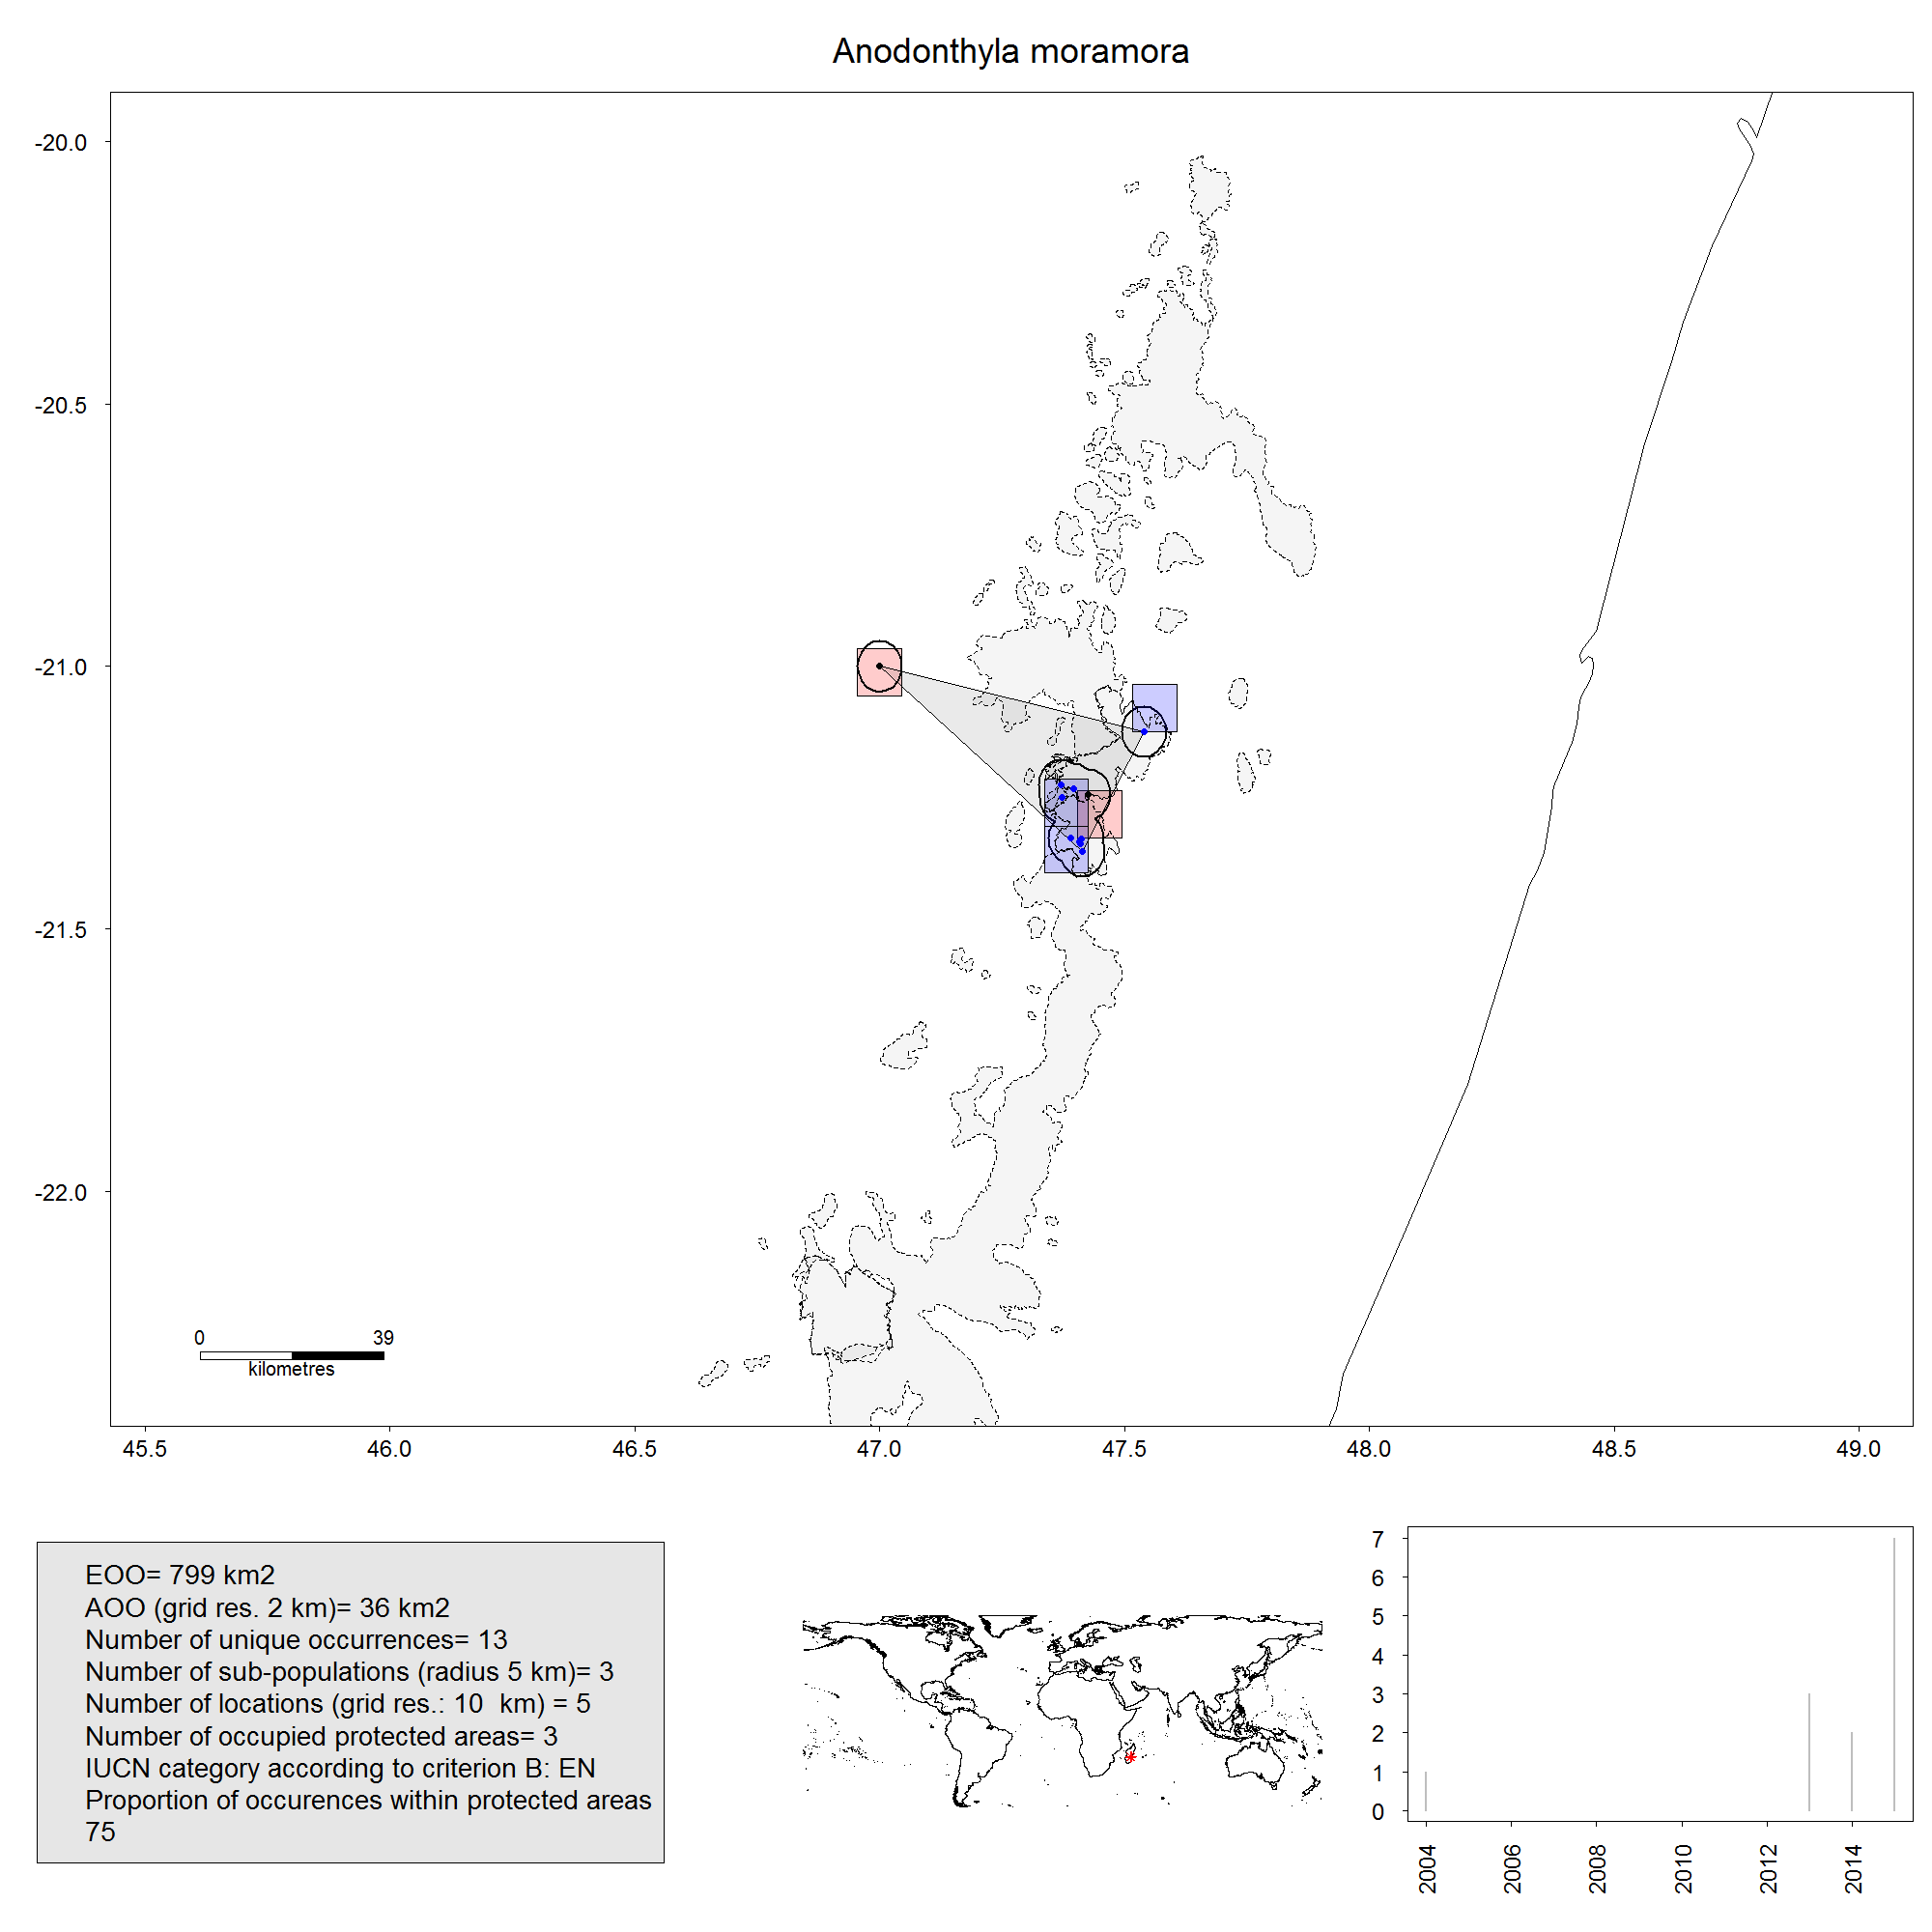 Anodonthyla moramora
-20.0
-20.5
-21.0
-21.5
-22.0
0 39
kilometres
45.5 46.0 46.5 47.0 47.5 48.0 48.5 49.0
EOO= 799 km2
AOO (grid res. 2 km)= 36 km2
Number of unique occurrences= 13
Number of sub-populations (radius 5 km)= 3
Number of locations (grid res.: 10  km) = 5
Number of occupied protected areas= 3
IUCN category according to criterion B: EN
Proportion of occurences within protected areas
75
7
6
5
4
3
2
1
0
2004 2006 2008 2010 2012 2014